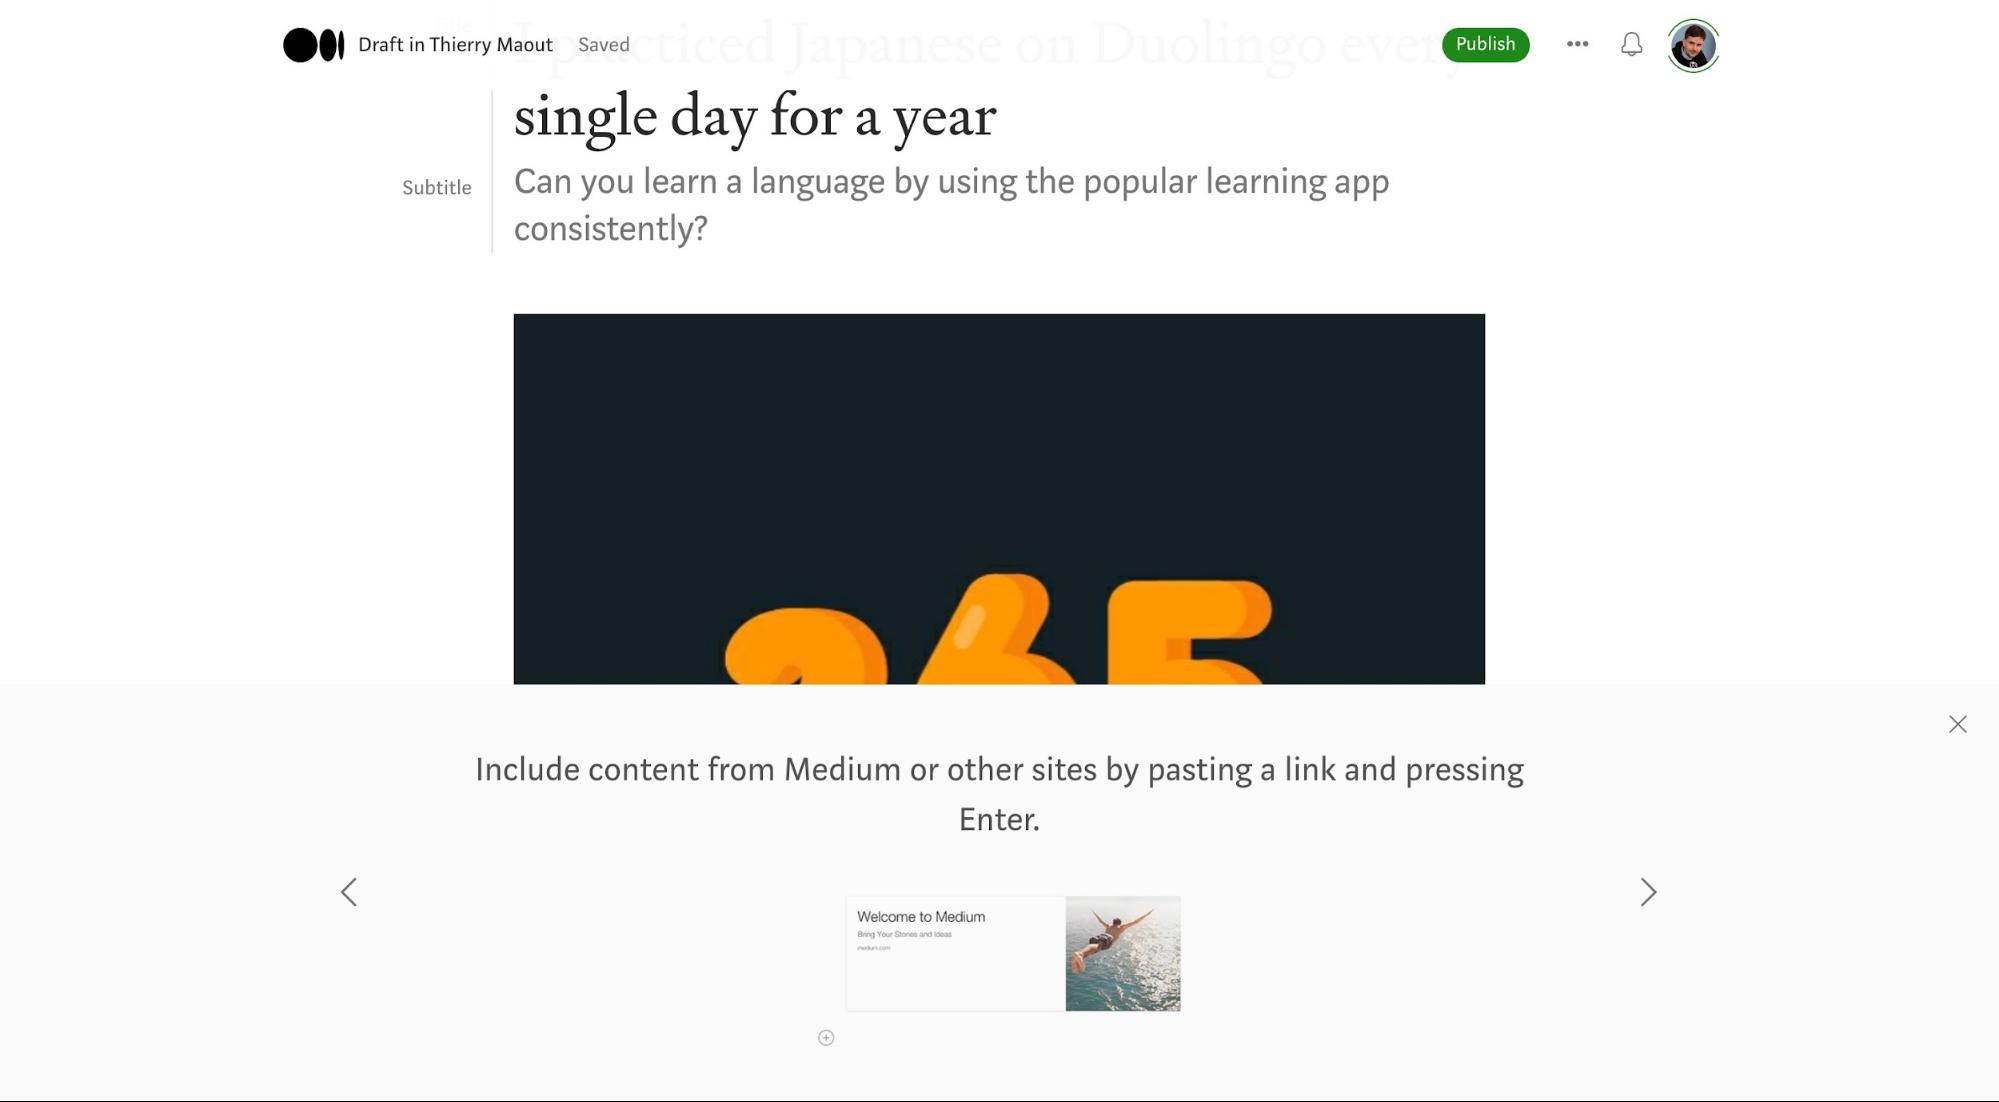 Title
Draft in Thierry Maout Saved
Publish
I practiced Japanese on Duolingo every
single day for a year
Subtitle
Can you learn a language by using the popular learning app
consistently?
365
Include content from Medium or other sites by pasting a link and pressing
Enter.
Welcome to Medium
Bring Your Stories and Ideas
medium.com